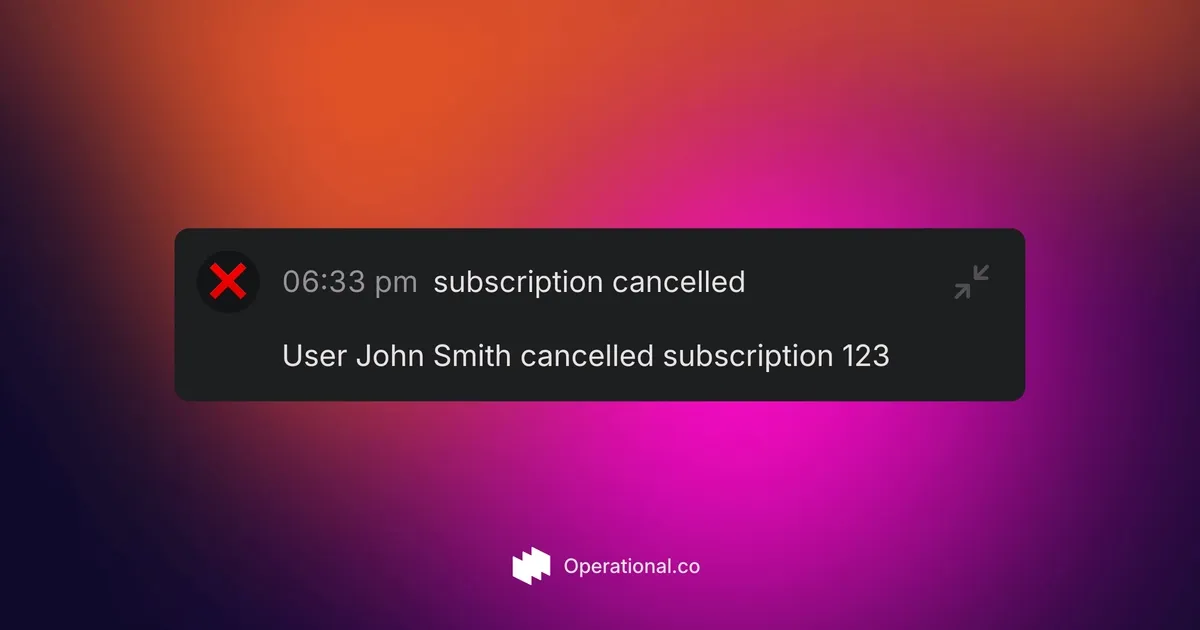 06:33 pm subscription cancelled
User John Smith cancelled subscription 123
Operational.co